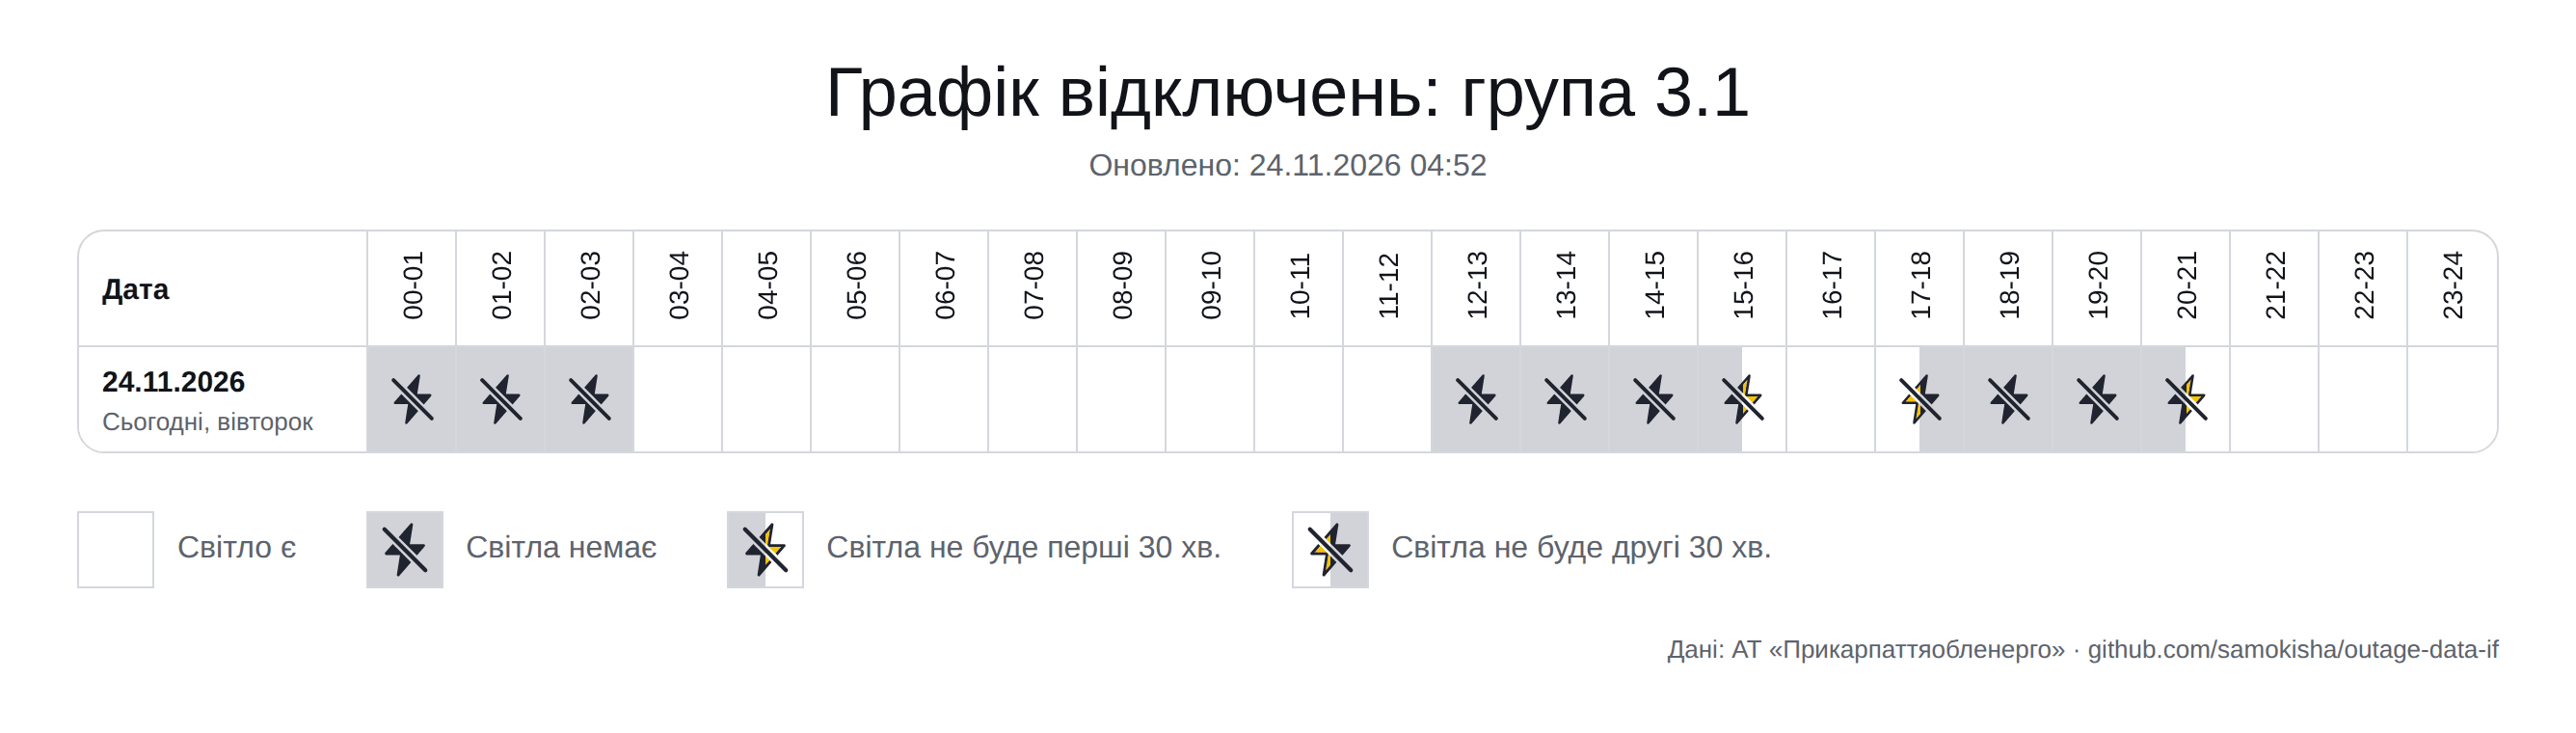 Графік відключень: група 3.1
Оновлено: 24.11.2026 04:52
Дата 00-01 01-02 02-03 03-04 04-05 05-06 06-07 07-08 08-09 09-10 10-11 11-12 12-13 13-14 14-15 15-16 16-17 17-18 18-19 19-20 20-21 21-22 22-23 23-24
24.11.2026
Сьогодні, вівторок
Світло є Світла немає Світла не буде перші 30 хв. Світла не буде другі 30 хв.
Дані: АТ «Прикарпаттяобленерго» · github.com/samokisha/outage-data-if